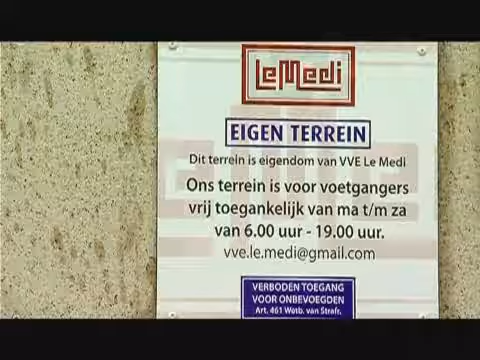 LeMedi
EIGEN TERREIN
Dit terrein is eigendom van VVE Le Medi
Ons terrein is voor voetgangers
vrij toegankelijk van ma t/m za
van 6.00 uur - 19.00 uur.
vve.le.medi@gmail.com
VERBODEN TOEGANG
VOOR ONBEVOEGDEN
Art. 461 Wetb. van Strafr.